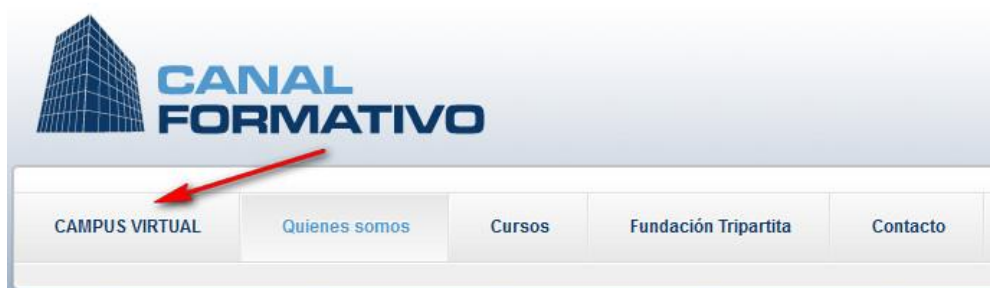 CANAL
FORMATIVO
CAMPUS VIRTUAL Quienes somos Cursos Fundación Tripartita Contacto